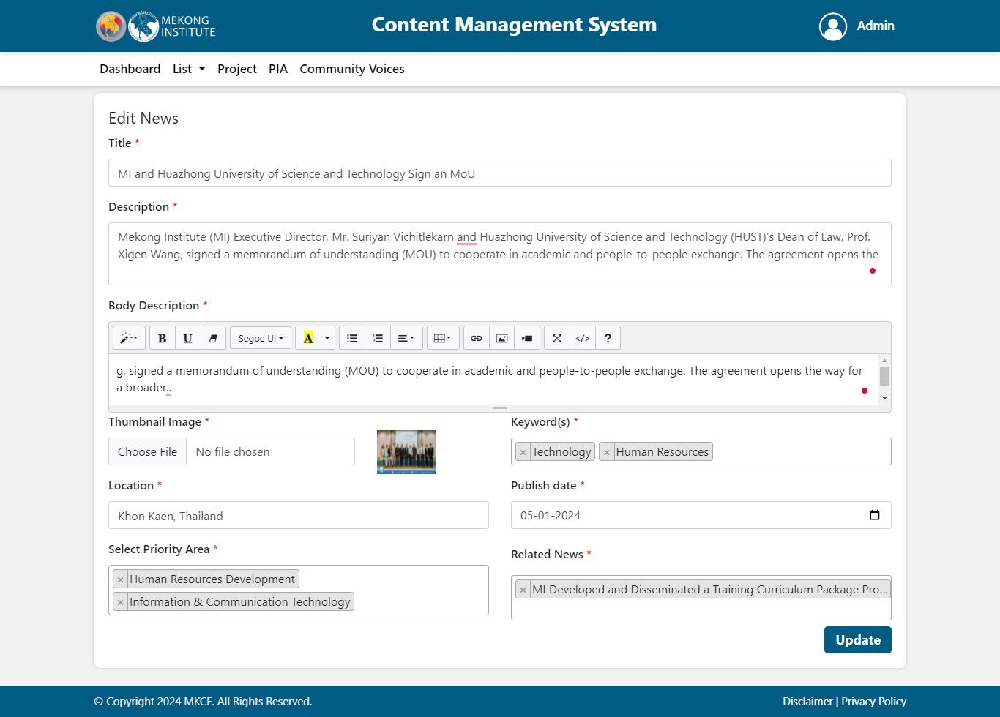 MEKONG
INSTITUTE
Content Management System
Admin
Dashboard List Project PIA Community Voices
Edit News
Title *
MI and Huazhong University of Science and Technology Sign an MoU
Description *
Mekong Institute (MI) Executive Director, Mr. Suriyan Vichitlekarn and Huazhong University of Science and Technology (HUST)'s Dean of Law, Prof.
Xigen Wang, signed a memorandum of understanding (MOU) to cooperate in academic and people-to-people exchange. The agreement opens the
Body Description *
B U Segoe UI A </> ?
g, signed a memorandum of understanding (MOU) to cooperate in academic and people-to-people exchange. The agreement opens the way for
a broader..
Thumbnail Image *
Choose File No file chosen
Keyword(s) *
× Technology × Human Resources
Location *
Khon Kaen, Thailand
Publish date *
05-01-2024
Select Priority Area *
× Human Resources Development
× Information & Communication Technology
Related News *
× MI Developed and Disseminated a Training Curriculum Package Pro...
Update
© Copyright 2024 MKCF. All Rights Reserved.
Disclaimer | Privacy Policy